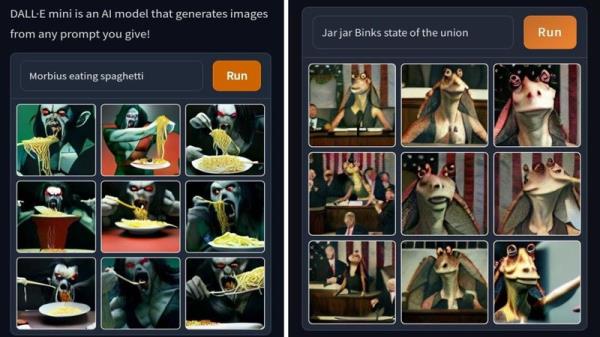 DALL·E mini is an AI model that generates images
from any prompt you give!
Morbius eating spaghetti
Run
Jar jar Binks state of the union
Run